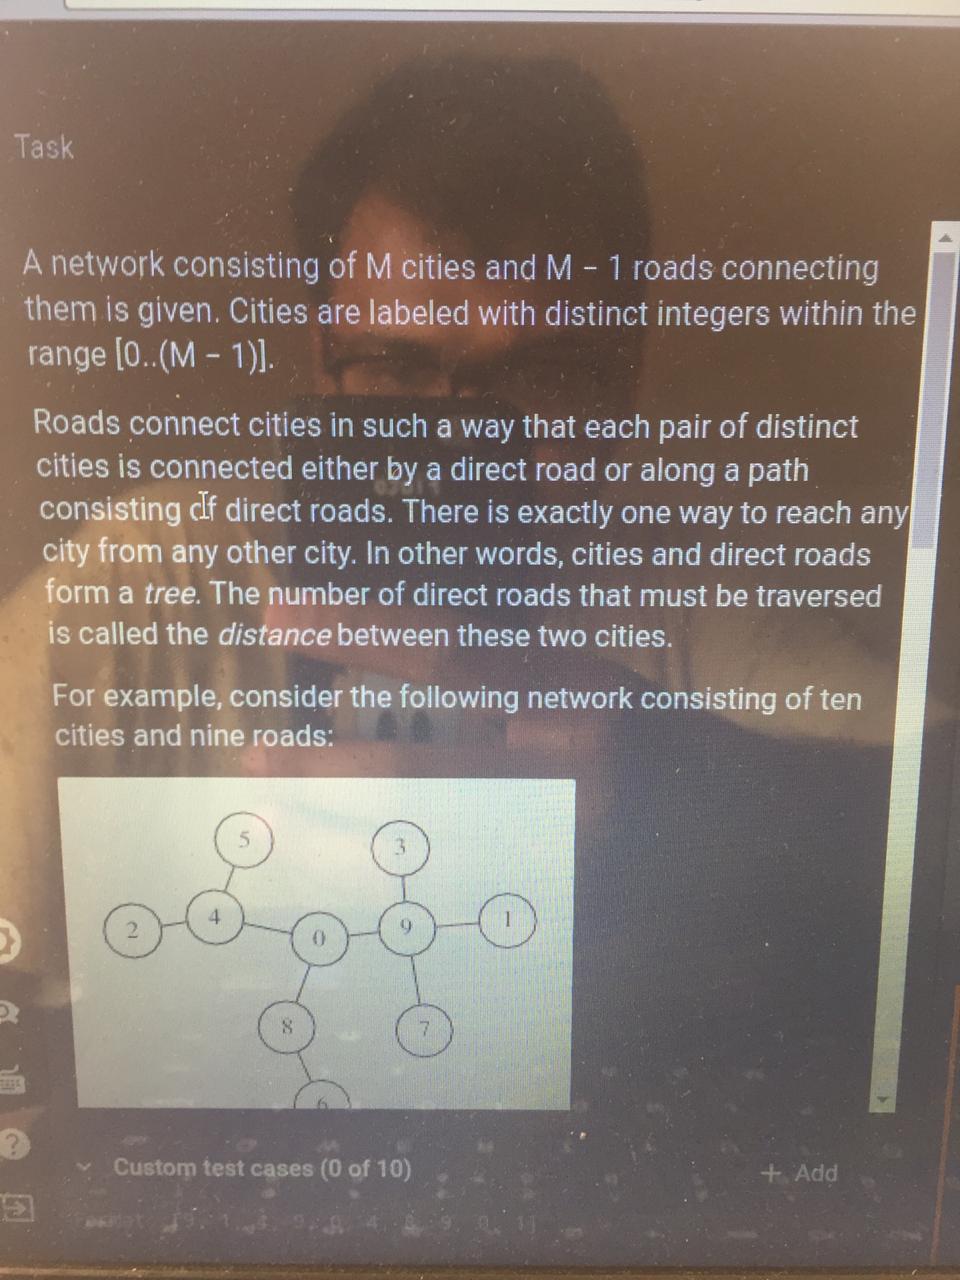 Task
A network consisting of M cities and M - 1 roads connecting
them is given. Cities are labeled with distinct integers within the
range [0..(M - 1)].
Roads connect cities in such a way that each pair of distinct
cities is connected either by a direct road or along a path
consisting of direct roads. There is exactly one way to reach any
city from any other city. In other words, cities and direct roads
form a tree. The number of direct roads that must be traversed
is called the distance between these two cities.
For example, consider the following network consisting of ten
cities and nine roads:
5
3
2
4
0
9
1
8
7
6
Custom test cases (0 of 10)
+ Add